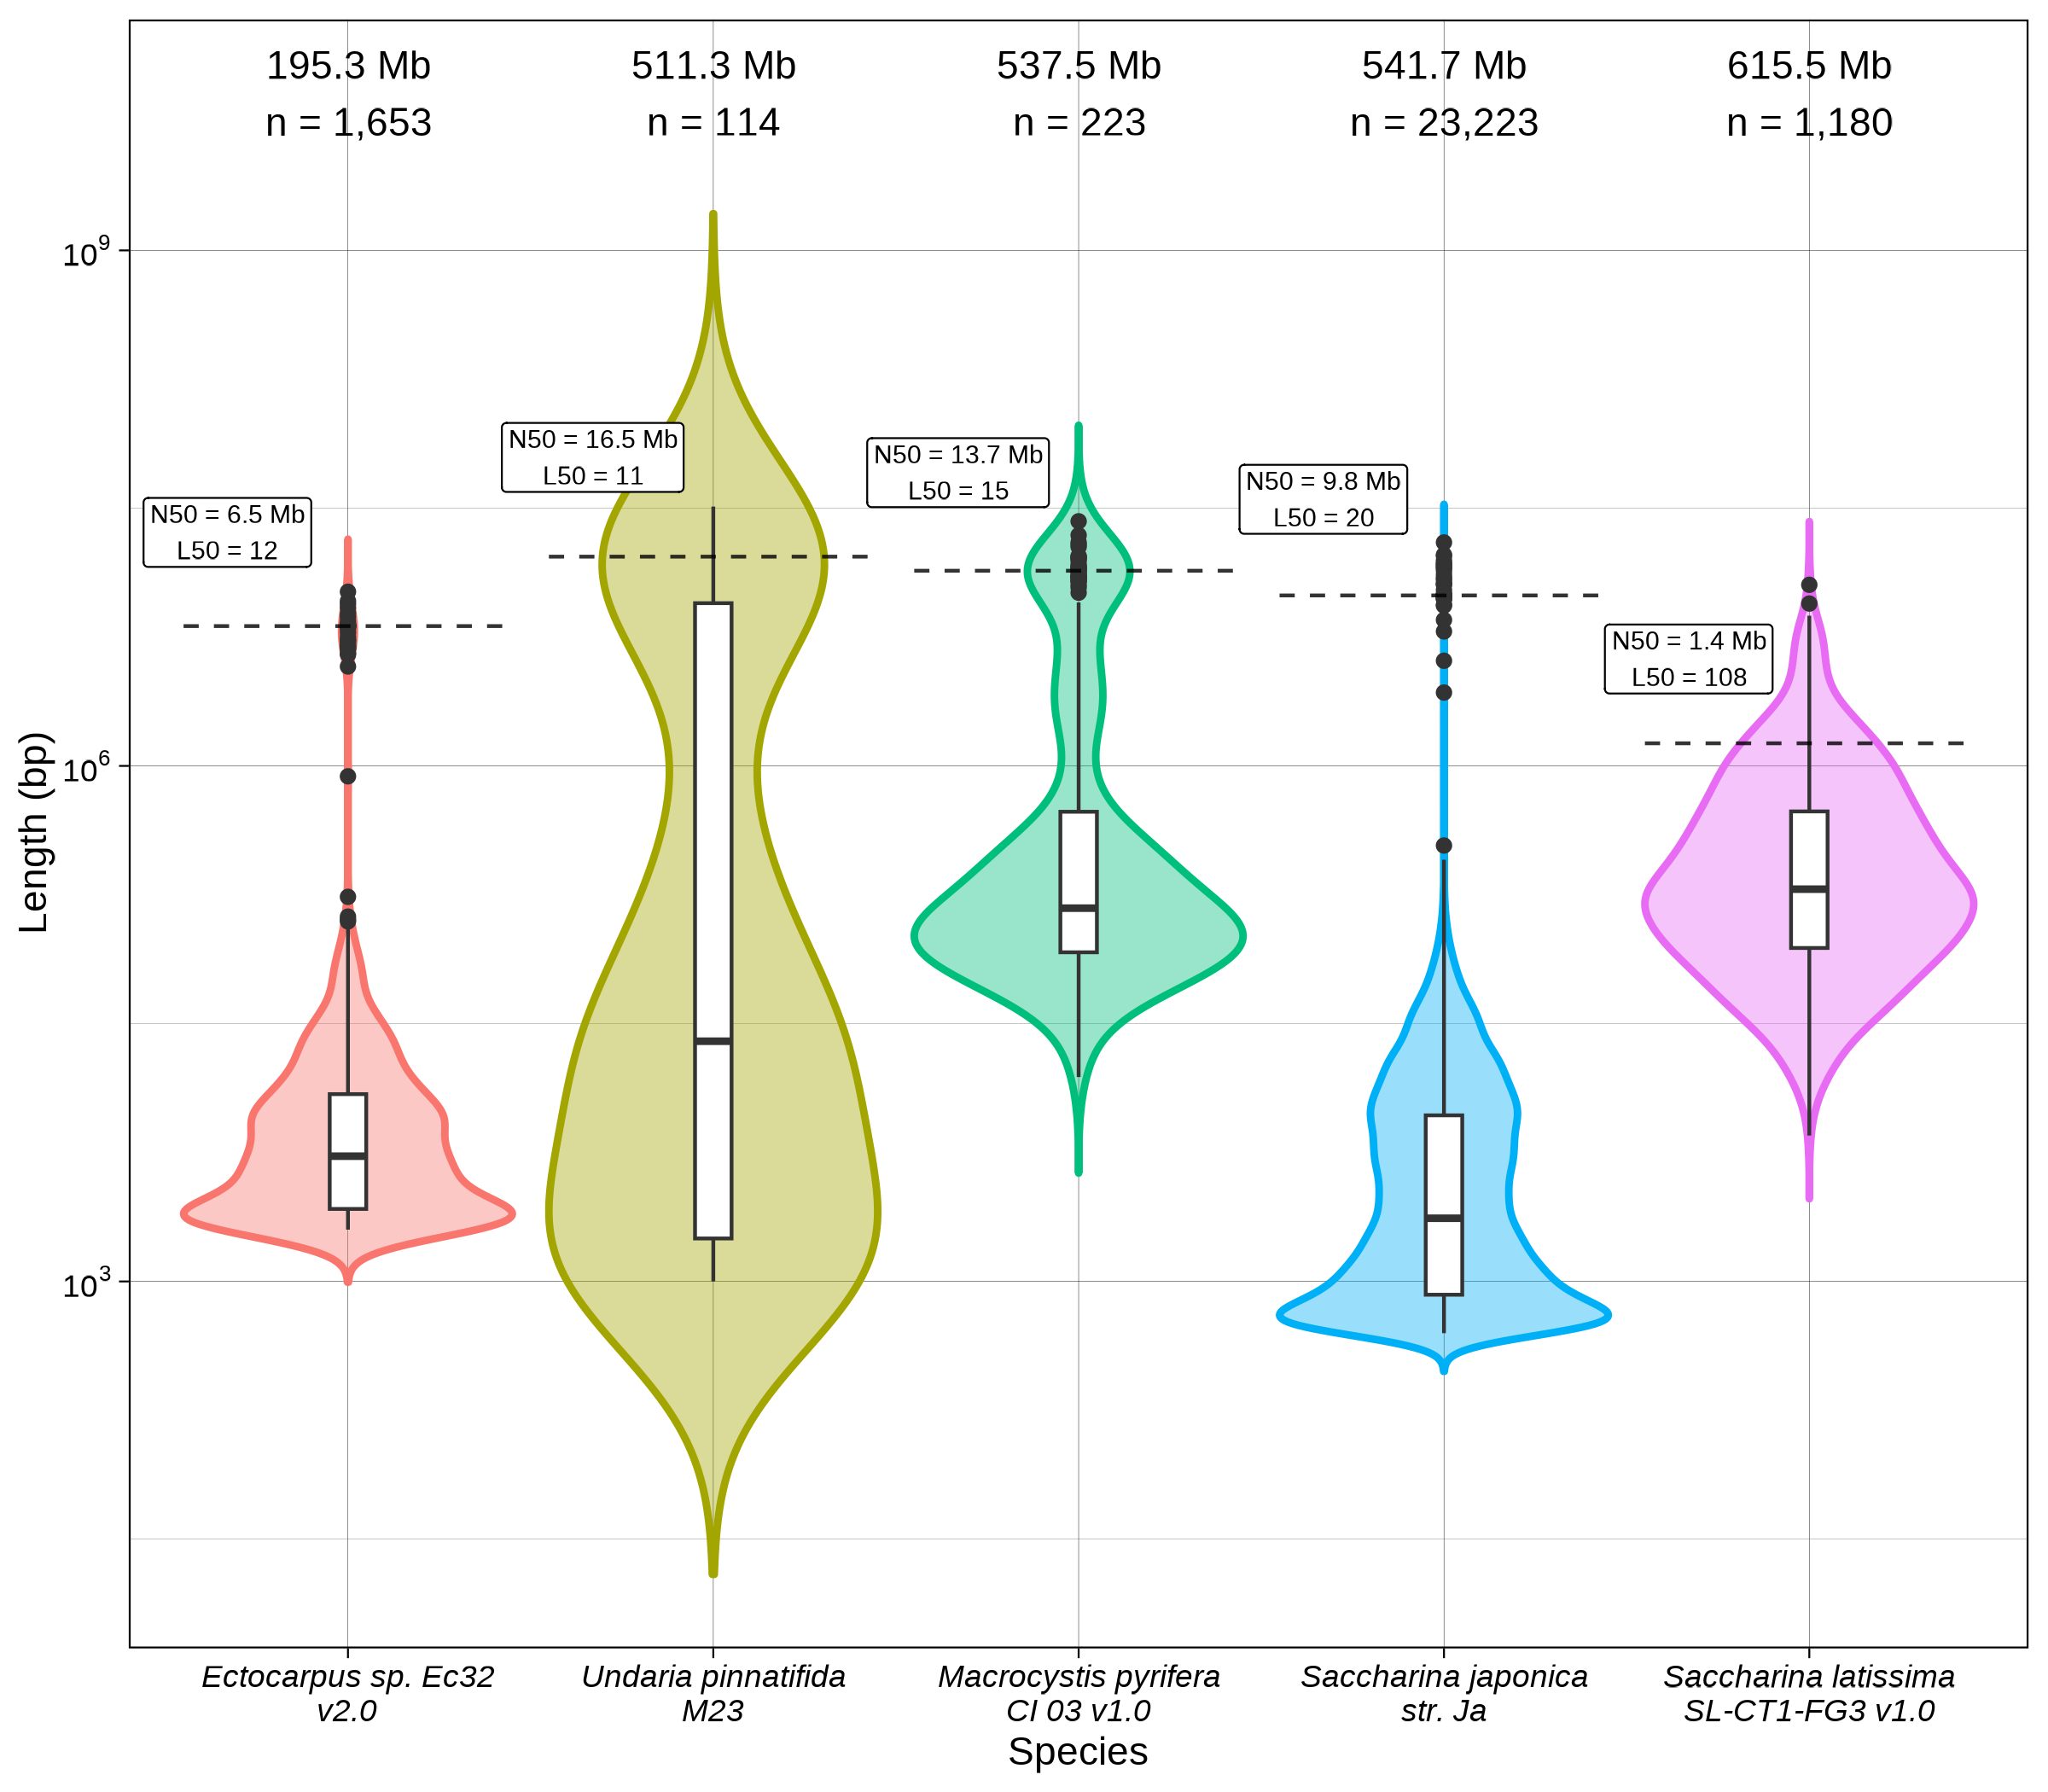 195.3 Mb
n = 1,653
511.3 Mb
n = 114
537.5 Mb
n = 223
541.7 Mb
n = 23,223
615.5 Mb
n = 1,180
Length (bp)
10⁹
10⁶
10³
N50 = 6.5 Mb
L50 = 12
N50 = 16.5 Mb
L50 = 11
N50 = 13.7 Mb
L50 = 15
N50 = 9.8 Mb
L50 = 20
N50 = 1.4 Mb
L50 = 108
Ectocarpus sp. Ec32
v2.0
Undaria pinnatifida
M23
Macrocystis pyrifera
CI 03 v1.0
Saccharina japonica
str. Ja
Saccharina latissima
SL-CT1-FG3 v1.0
Species